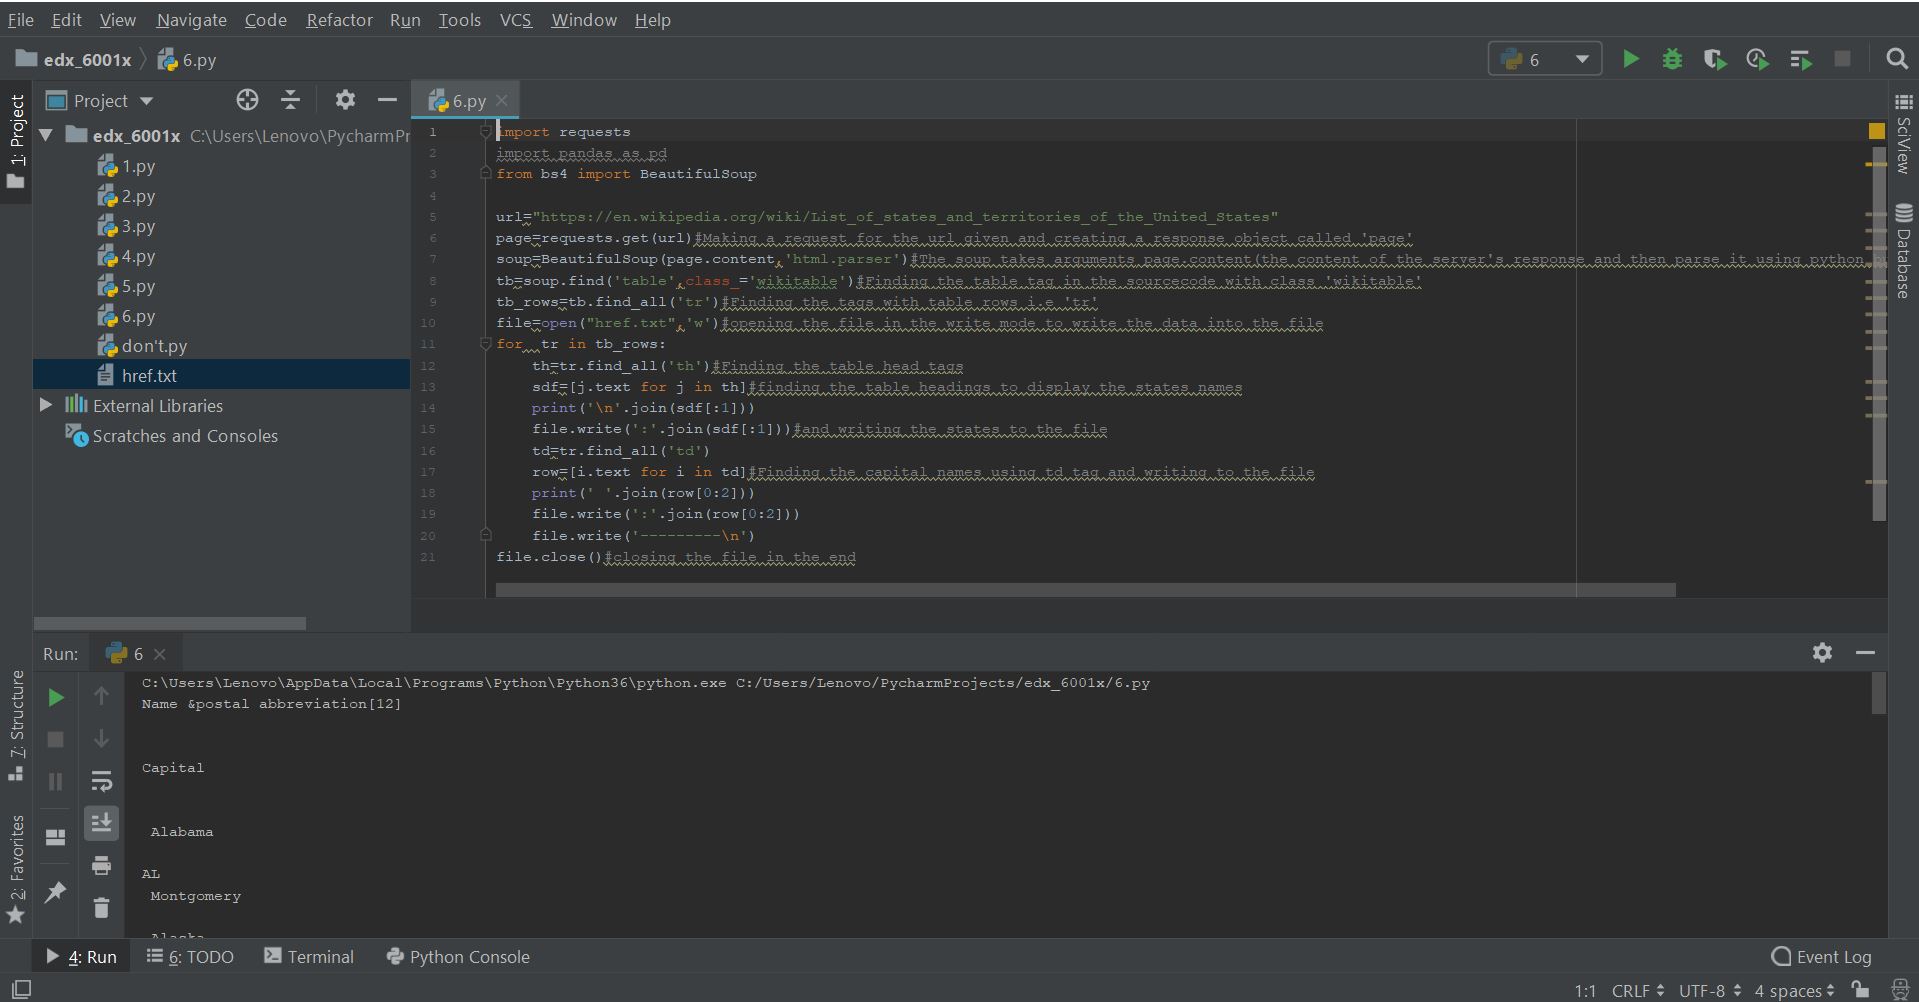 File Edit View Navigate Code Refactor Run Tools VCS Window Help
edx_6001x 6.py
6
Project
6.py
1: Project
edx_6001x C:\Users\Lenovo\PycharmPr
1.py
2.py
3.py
4.py
5.py
6.py
don't.py
href.txt
External Libraries
Scratches and Consoles
1 import requests
2 import pandas as pd
3 from bs4 import BeautifulSoup
4
5 url="https://en.wikipedia.org/wiki/List_of_states_and_territories_of_the_United_States"
6 page=requests.get(url)#Making a request for the url given and creating a response object called 'page'
7 soup=BeautifulSoup(page.content,'html.parser')#The soup takes arguments page.content(the content of the server's response and then parse it using python
8 tb=soup.find('table',class_='wikitable')#Finding the table tag in the sourcecode with class 'wikitable'
9 tb_rows=tb.find_all('tr')#Finding the tags with table rows i.e 'tr'
10 file=open("href.txt",'w')#opening the file in the write mode to write the data into the file
11 for  tr in tb_rows:
12 th=tr.find_all('th')#Finding the table head tags
13 sdf=[j.text for j in th]#finding the table headings to display the states names
14 print('\n'.join(sdf[:1]))
15 file.write(':'.join(sdf[:1]))#and writing the states to the file
16 td=tr.find_all('td')
17 row=[i.text for i in td]#Finding the capital names using td tag and writing to the file
18 print(' '.join(row[0:2]))
19 file.write(':'.join(row[0:2]))
20 file.write('---------\n')
21 file.close()#closing the file in the end
SciView
Database
Run: 6
C:\Users\Lenovo\AppData\Local\Programs\Python\Python36\python.exe C:/Users/Lenovo/PycharmProjects/edx_6001x/6.py
Name &postal abbreviation[12]
Capital
Alabama
AL
Montgomery
Alaska
7: Structure
2: Favorites
4: Run 6: TODO Terminal Python Console Event Log
1:1 CRLF UTF-8 4 spaces